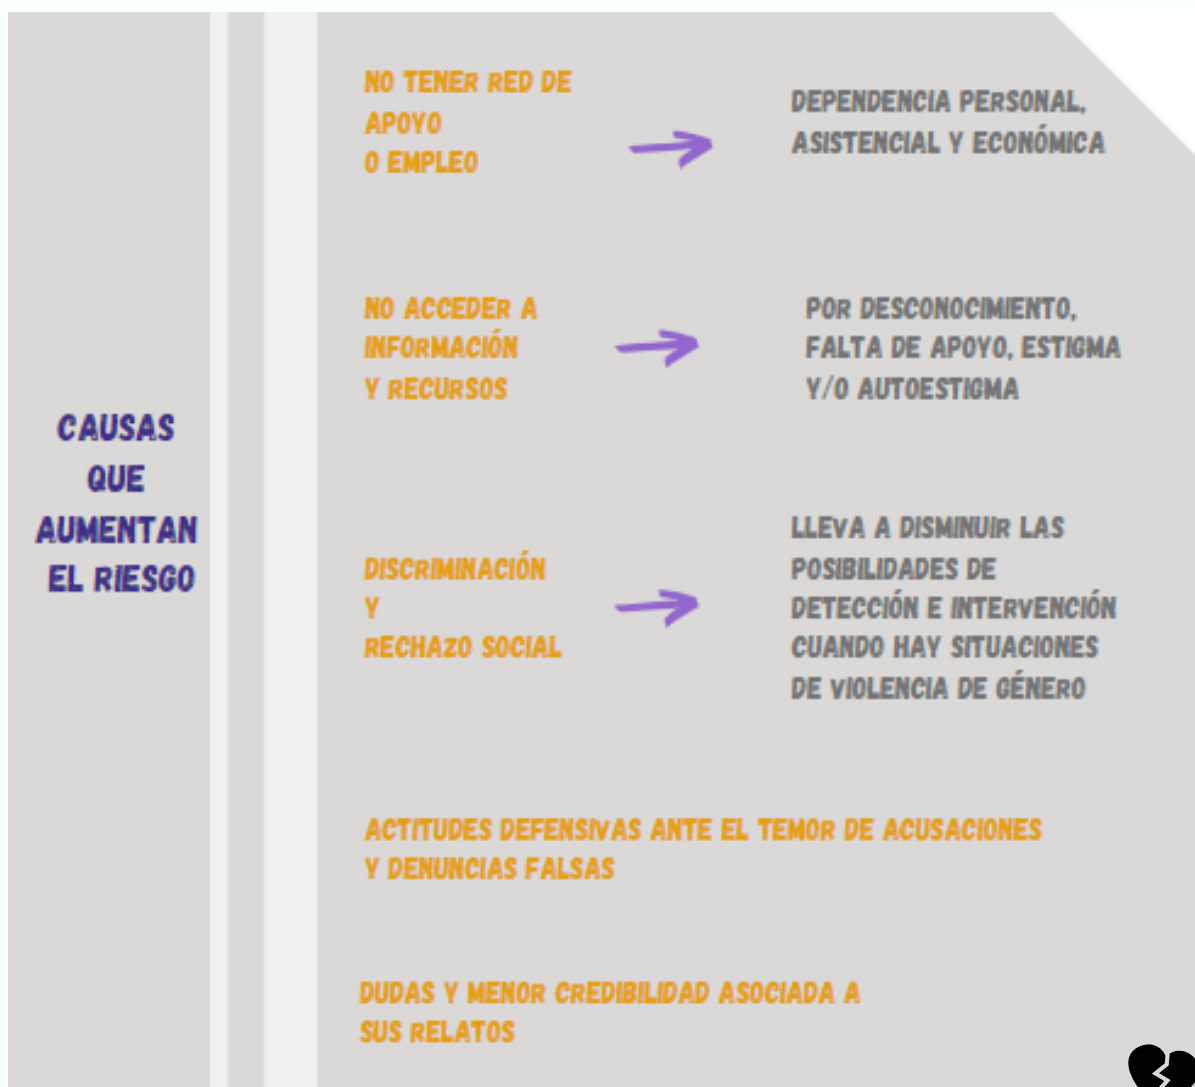 CAUSAS
QUE
AUMENTAN
EL RIESGO
NO TENER RED DE
APOYO
O EMPLEO
DEPENDENCIA PERSONAL,
ASISTENCIAL Y ECONÓMICA
NO ACCEDER A
INFORMACIÓN
Y RECURSOS
POR DESCONOCIMIENTO,
FALTA DE APOYO, ESTIGMA
Y/O AUTOESTIGMA
DISCRIMINACIÓN
Y
RECHAZO SOCIAL
LLEVA A DISMINUIR LAS
POSIBILIDADES DE
DETECCIÓN E INTERVENCIÓN
CUANDO HAY SITUACIONES
DE VIOLENCIA DE GÉNERO
ACTITUDES DEFENSIVAS ANTE EL TEMOR DE ACUSACIONES
Y DENUNCIAS FALSAS
DUDAS Y MENOR CREDIBILIDAD ASOCIADA A
SUS RELATOS